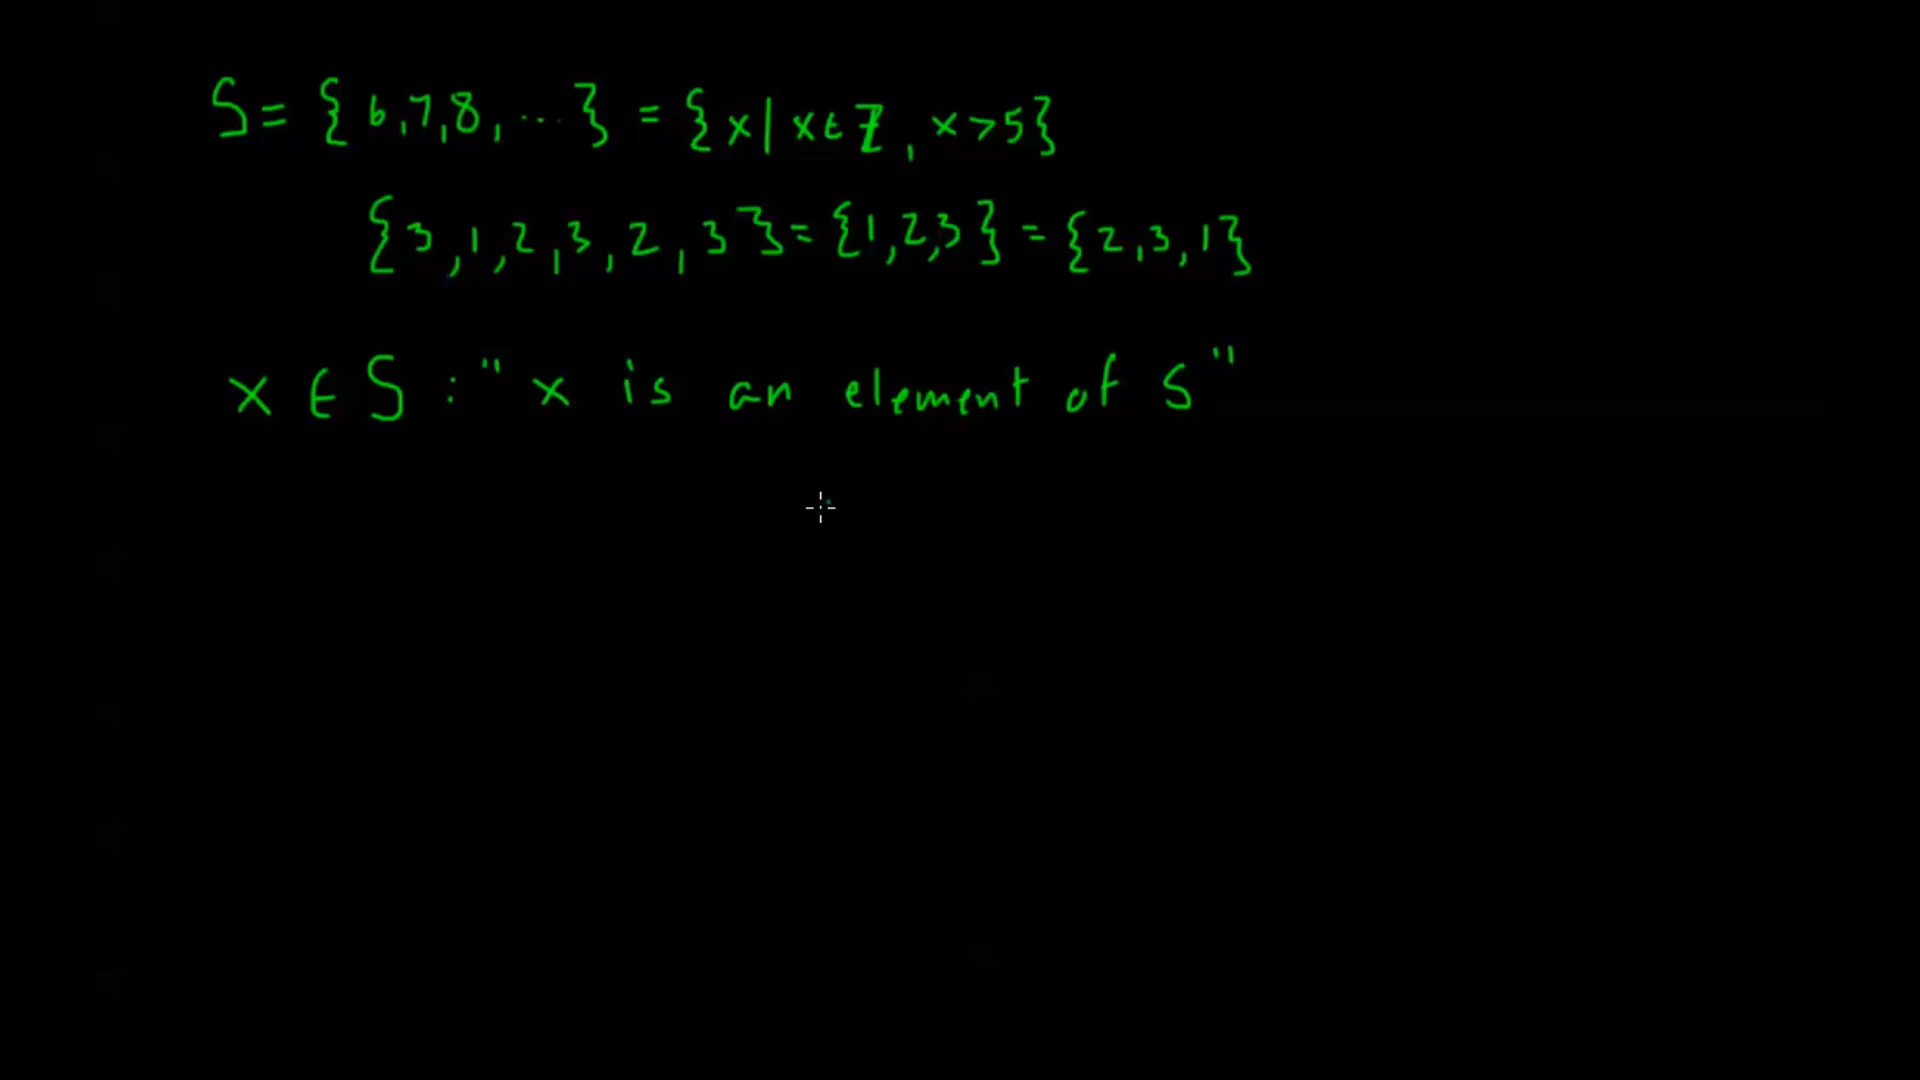 S = {6,7,8, ...} = {x | x ∈ ℤ, x > 5}
{3, 1, 2, 3, 2, 3} = {1,2,3} = {2,3,1}
x ∈ S : "x is an element of S"